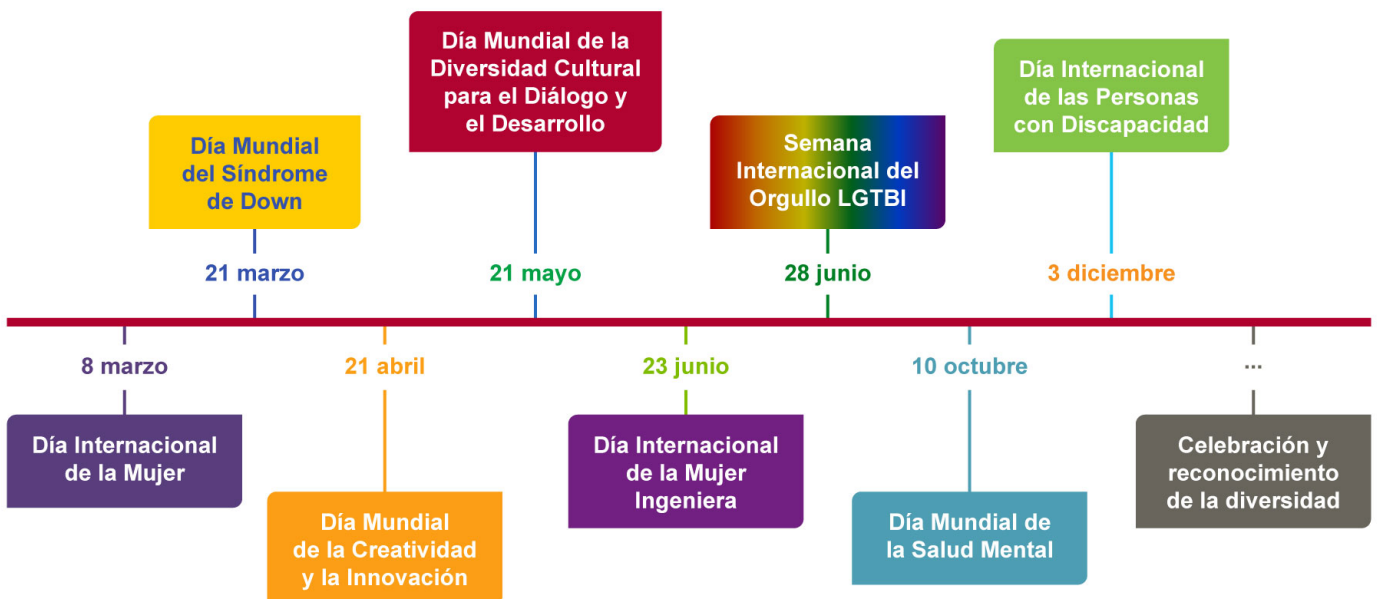 8 marzo
Día Internacional
de la Mujer
Día Mundial
del Síndrome
de Down
21 marzo
21 abril
Día Mundial
de la Creatividad
y la Innovación
Día Mundial de la
Diversidad Cultural
para el Diálogo y
el Desarrollo
21 mayo
23 junio
Día Internacional
de la Mujer
Ingeniera
Semana
Internacional del
Orgullo LGTBI
28 junio
10 octubre
Día Mundial de
la Salud Mental
Día Internacional
de las Personas
con Discapacidad
3 diciembre
...
Celebración y
reconocimiento
de la diversidad